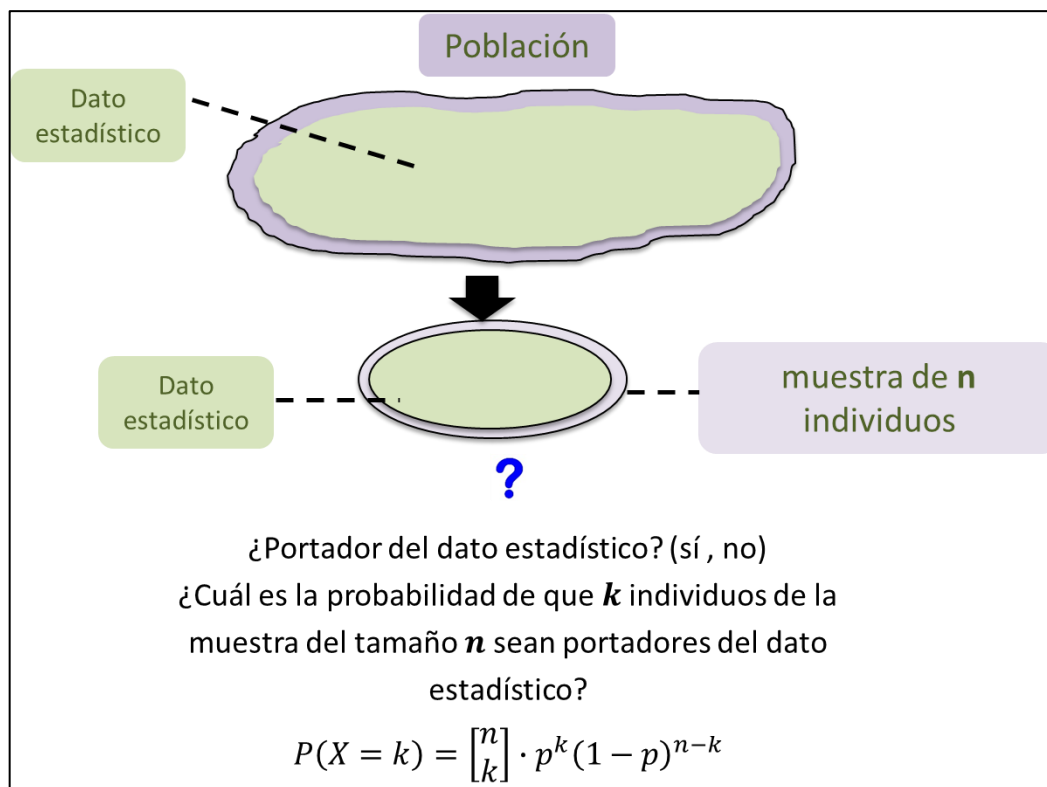 Población
Dato
estadístico
Dato
estadístico
muestra de n
individuos
?
¿Portador del dato estadístico? (sí , no)
¿Cuál es la probabilidad de que k individuos de la
muestra del tamaño n sean portadores del dato
estadístico?
P(X = k) = [n k] · p^k (1 − p)^{n−k}